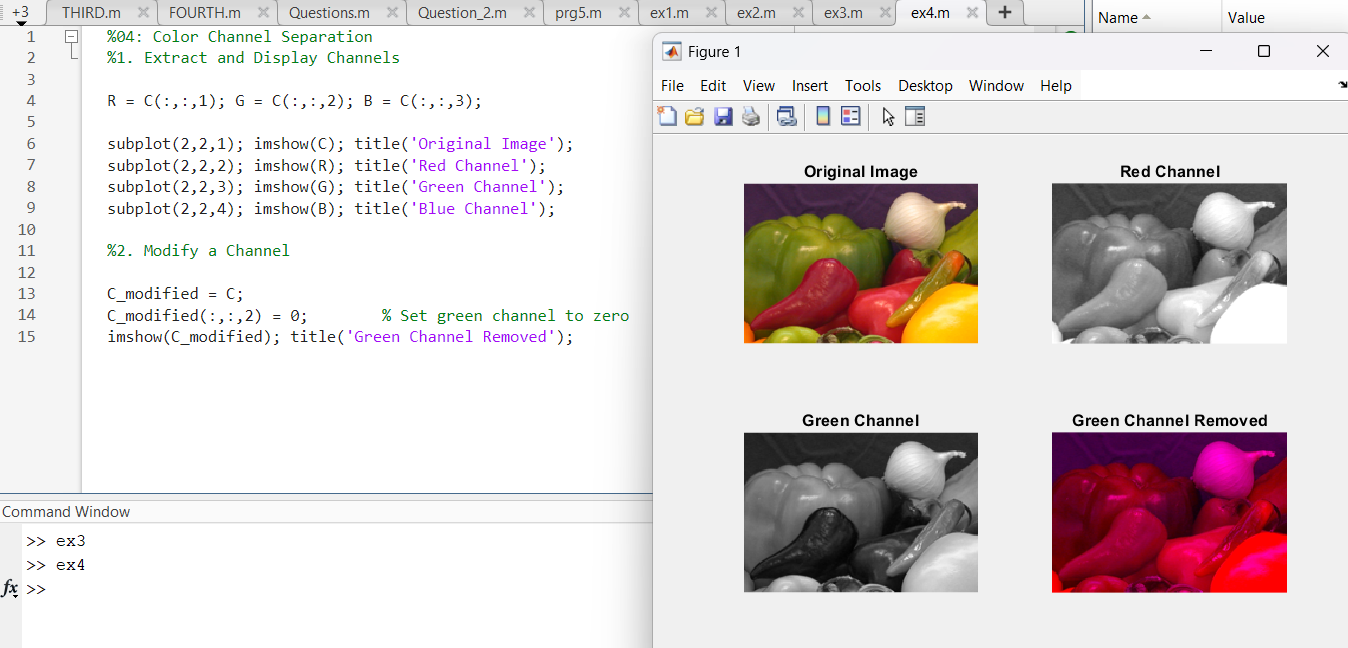 +3 THIRD.m FOURTH.m Questions.m Question_2.m prg5.m ex1.m ex2.m ex3.m ex4.m
Name Value
1 %04: Color Channel Separation
2 %1. Extract and Display Channels
3
4 R = C(:,:,1); G = C(:,:,2); B = C(:,:,3);
5
6 subplot(2,2,1); imshow(C); title('Original Image');
7 subplot(2,2,2); imshow(R); title('Red Channel');
8 subplot(2,2,3); imshow(G); title('Green Channel');
9 subplot(2,2,4); imshow(B); title('Blue Channel');
10
11 %2. Modify a Channel
12
13 C_modified = C;
14 C_modified(:,:,2) = 0; % Set green channel to zero
15 imshow(C_modified); title('Green Channel Removed');
Command Window
>> ex3
>> ex4
fx >>
Figure 1
File Edit View Insert Tools Desktop Window Help
Original Image
Red Channel
Green Channel
Green Channel Removed